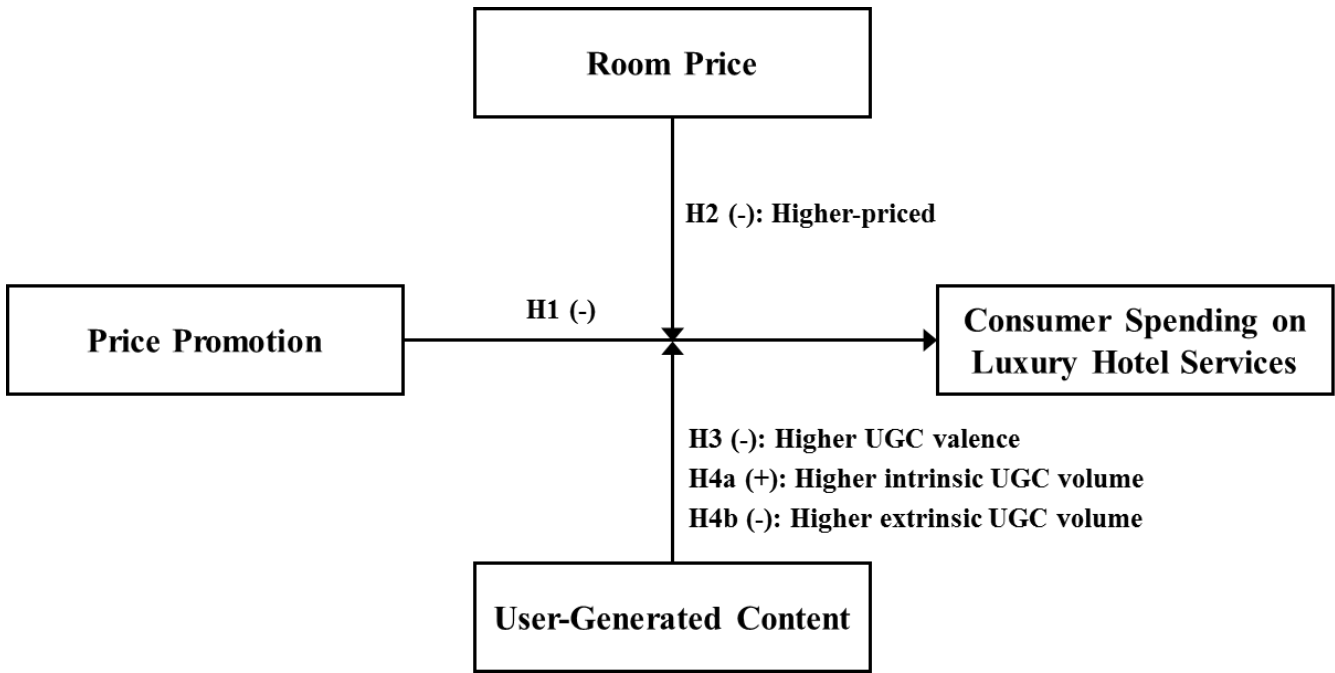 Room Price
H2 (-): Higher-priced
H1 (-)
Price Promotion
Consumer Spending on
Luxury Hotel Services
H3 (-): Higher UGC valence
H4a (+): Higher intrinsic UGC volume
H4b (-): Higher extrinsic UGC volume
User-Generated Content